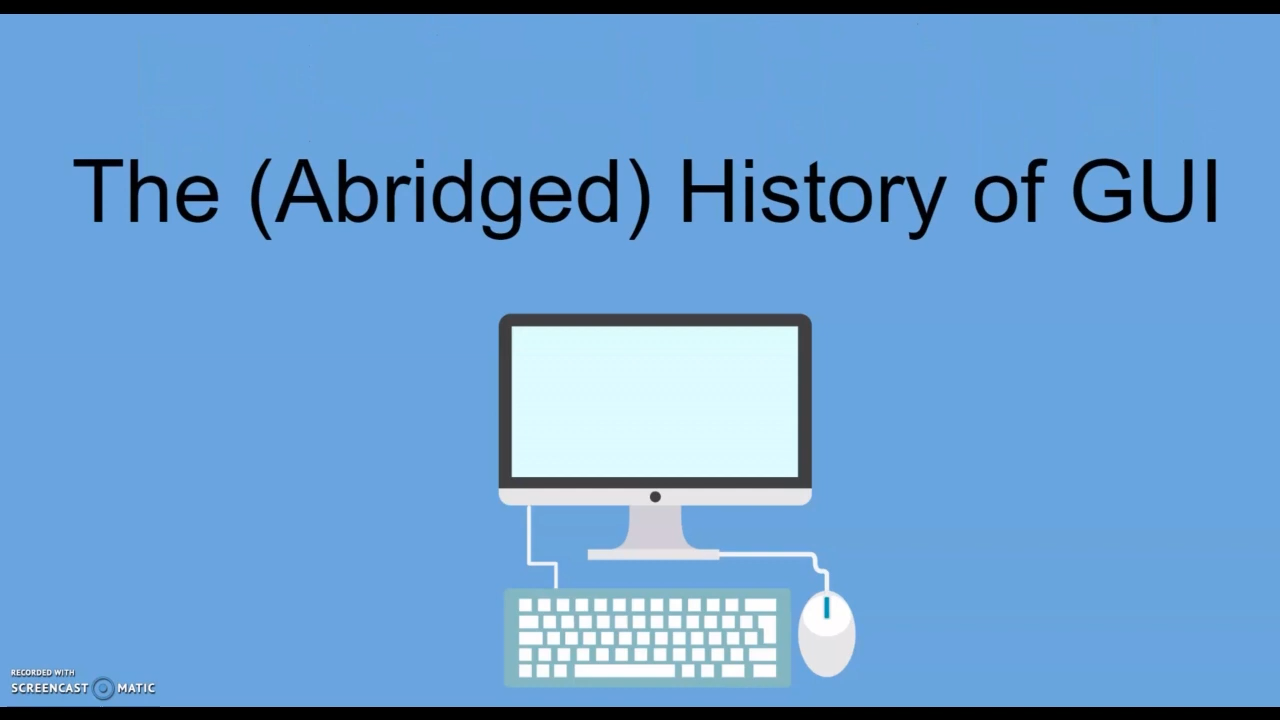 The (Abridged) History of GUI
RECORDED WITH
SCREENCAST MATIC